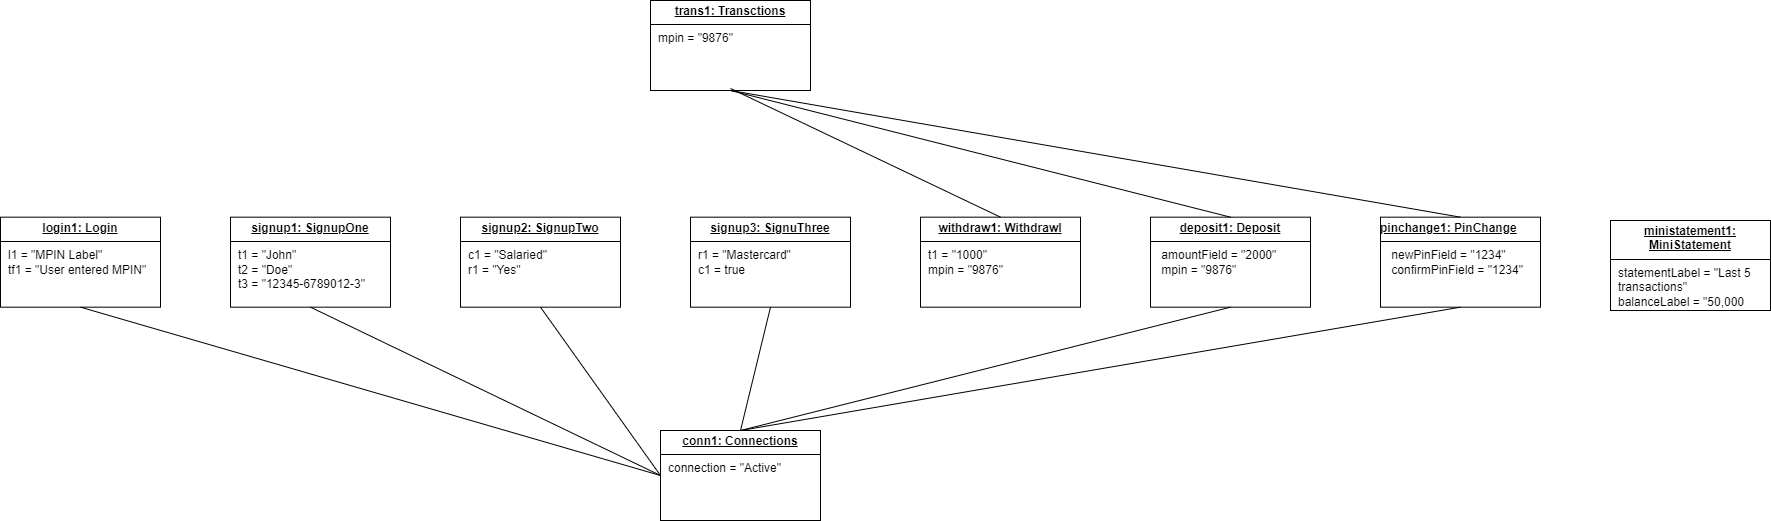 trans1: Transctions
mpin = "9876"
login1: Login
l1 = "MPIN Label"
tf1 = "User entered MPIN"
signup1: SignupOne
t1 = "John"
t2 = "Doe"
t3 = "12345-6789012-3"
signup2: SignupTwo
c1 = "Salaried"
r1 = "Yes"
signup3: SignuThree
r1 = "Mastercard"
c1 = true
withdraw1: Withdrawl
t1 = "1000"
mpin = "9876"
deposit1: Deposit
amountField = "2000"
mpin = "9876"
pinchange1: PinChange
newPinField = "1234"
confirmPinField = "1234"
ministatement1:
MiniStatement
statementLabel = "Last 5
transactions"
balanceLabel = "50,000
conn1: Connections
connection = "Active"